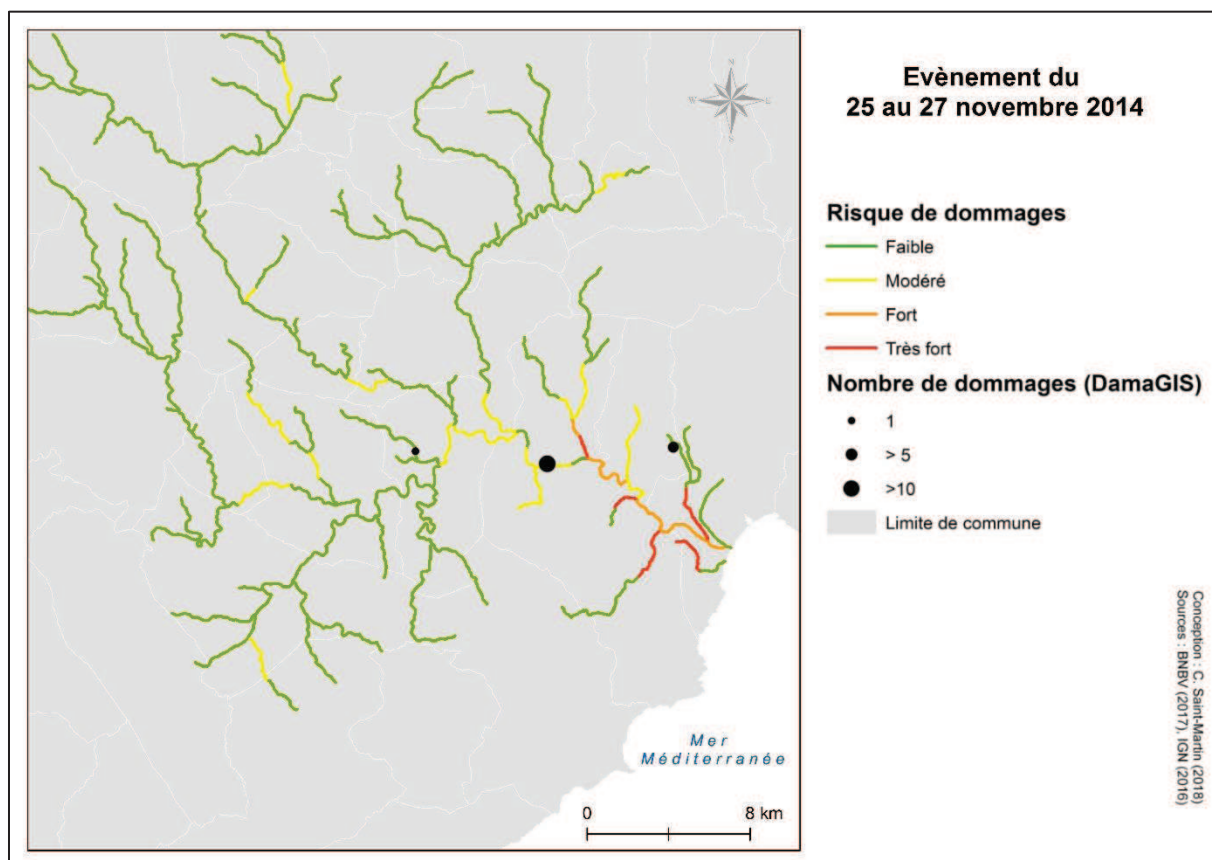 Evènement du
25 au 27 novembre 2014
N
W
E
S
Risque de dommages
Faible
Modéré
Fort
Très fort
Nombre de dommages (DamaGIS)
1
> 5
>10
Limite de commune
Mer
Méditerranée
0 8 km
Conception : C. Saint-Martin (2018)
Sources : BNBV (2017), IGN (2016)